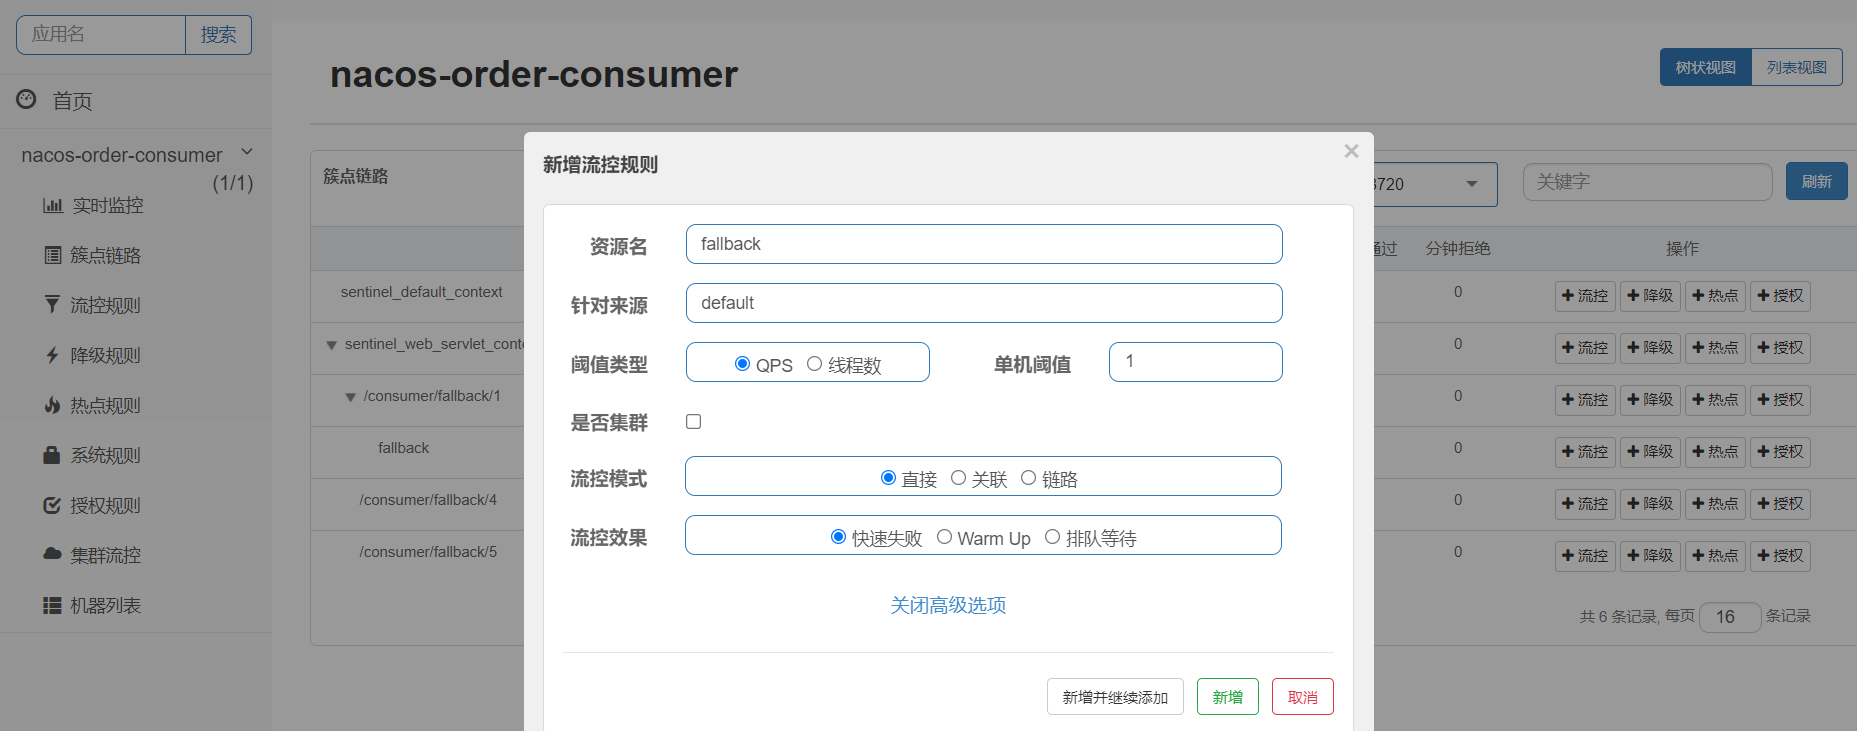 应用名 搜索
首页
nacos-order-consumer
(1/1)
实时监控
簇点链路
流控规则
降级规则
热点规则
系统规则
授权规则
集群流控
机器列表
nacos-order-consumer
树状视图 列表视图
簇点链路
3720
关键字
刷新
通过 分钟拒绝 操作
sentinel_default_context 0 流控 降级 热点 授权
sentinel_web_servlet_conte 0 流控 降级 热点 授权
/consumer/fallback/1 0 流控 降级 热点 授权
fallback 0 流控 降级 热点 授权
/consumer/fallback/4 0 流控 降级 热点 授权
/consumer/fallback/5 0 流控 降级 热点 授权
共 6 条记录, 每页 16 条记录
新增流控规则 ×
资源名 fallback
针对来源 default
阈值类型 QPS 线程数 单机阈值 1
是否集群
流控模式 直接 关联 链路
流控效果 快速失败 Warm Up 排队等待
关闭高级选项
新增并继续添加 新增 取消